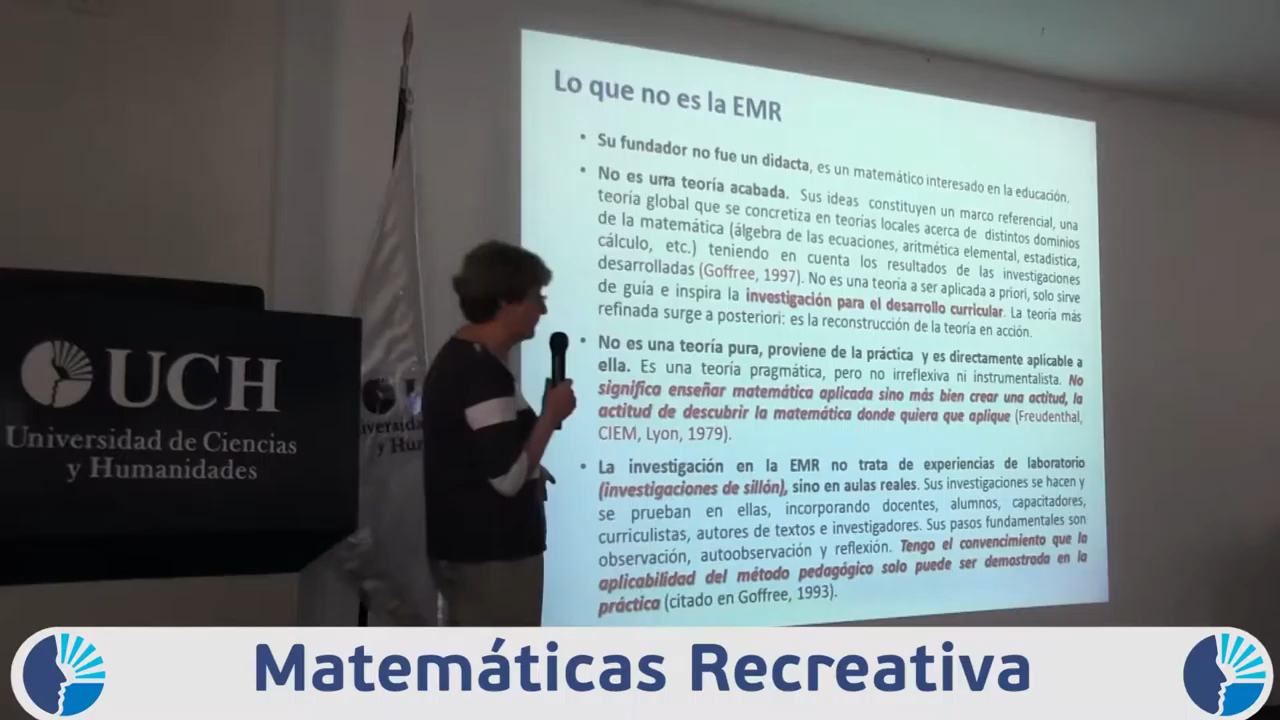 Lo que no es la EMR
• Su fundador no fue un didacta, es un matemático interesado en la educación.
• No es una teoría acabada. Sus ideas constituyen un marco referencial, una
teoría global que se concretiza en teorías locales acerca de distintos dominios
de la matemática (álgebra de las ecuaciones, aritmética elemental, estadística,
cálculo, etc.) teniendo en cuenta los resultados de las investigaciones
desarrolladas (Goffree, 1997). No es una teoría a ser aplicada a priori, solo sirve
de guía e inspira la investigación para el desarrollo curricular. La teoría más
refinada surge a posteriori: es la reconstrucción de la teoría en acción.
• No es una teoría pura, proviene de la práctica y es directamente aplicable a
ella. Es una teoría pragmática, pero no irreflexiva ni instrumentalista. No
significa enseñar matemática aplicada sino más bien crear una actitud, la
actitud de descubrir la matemática donde quiera que aplique (Freudenthal,
CIEM, Lyon, 1979).
• La investigación en la EMR no trata de experiencias de laboratorio
(investigaciones de sillón), sino en aulas reales. Sus investigaciones se hacen y
se prueban en ellas, incorporando docentes, alumnos, capacitadores,
curriculistas, autores de textos e investigadores. Sus pasos fundamentales son
observación, autoobservación y reflexión. Tengo el convencimiento que la
aplicabilidad del método pedagógico solo puede ser demostrada en la
práctica (citado en Goffree, 1993).
UCH
Universidad de Ciencias
y Humanidades
Matemáticas Recreativa